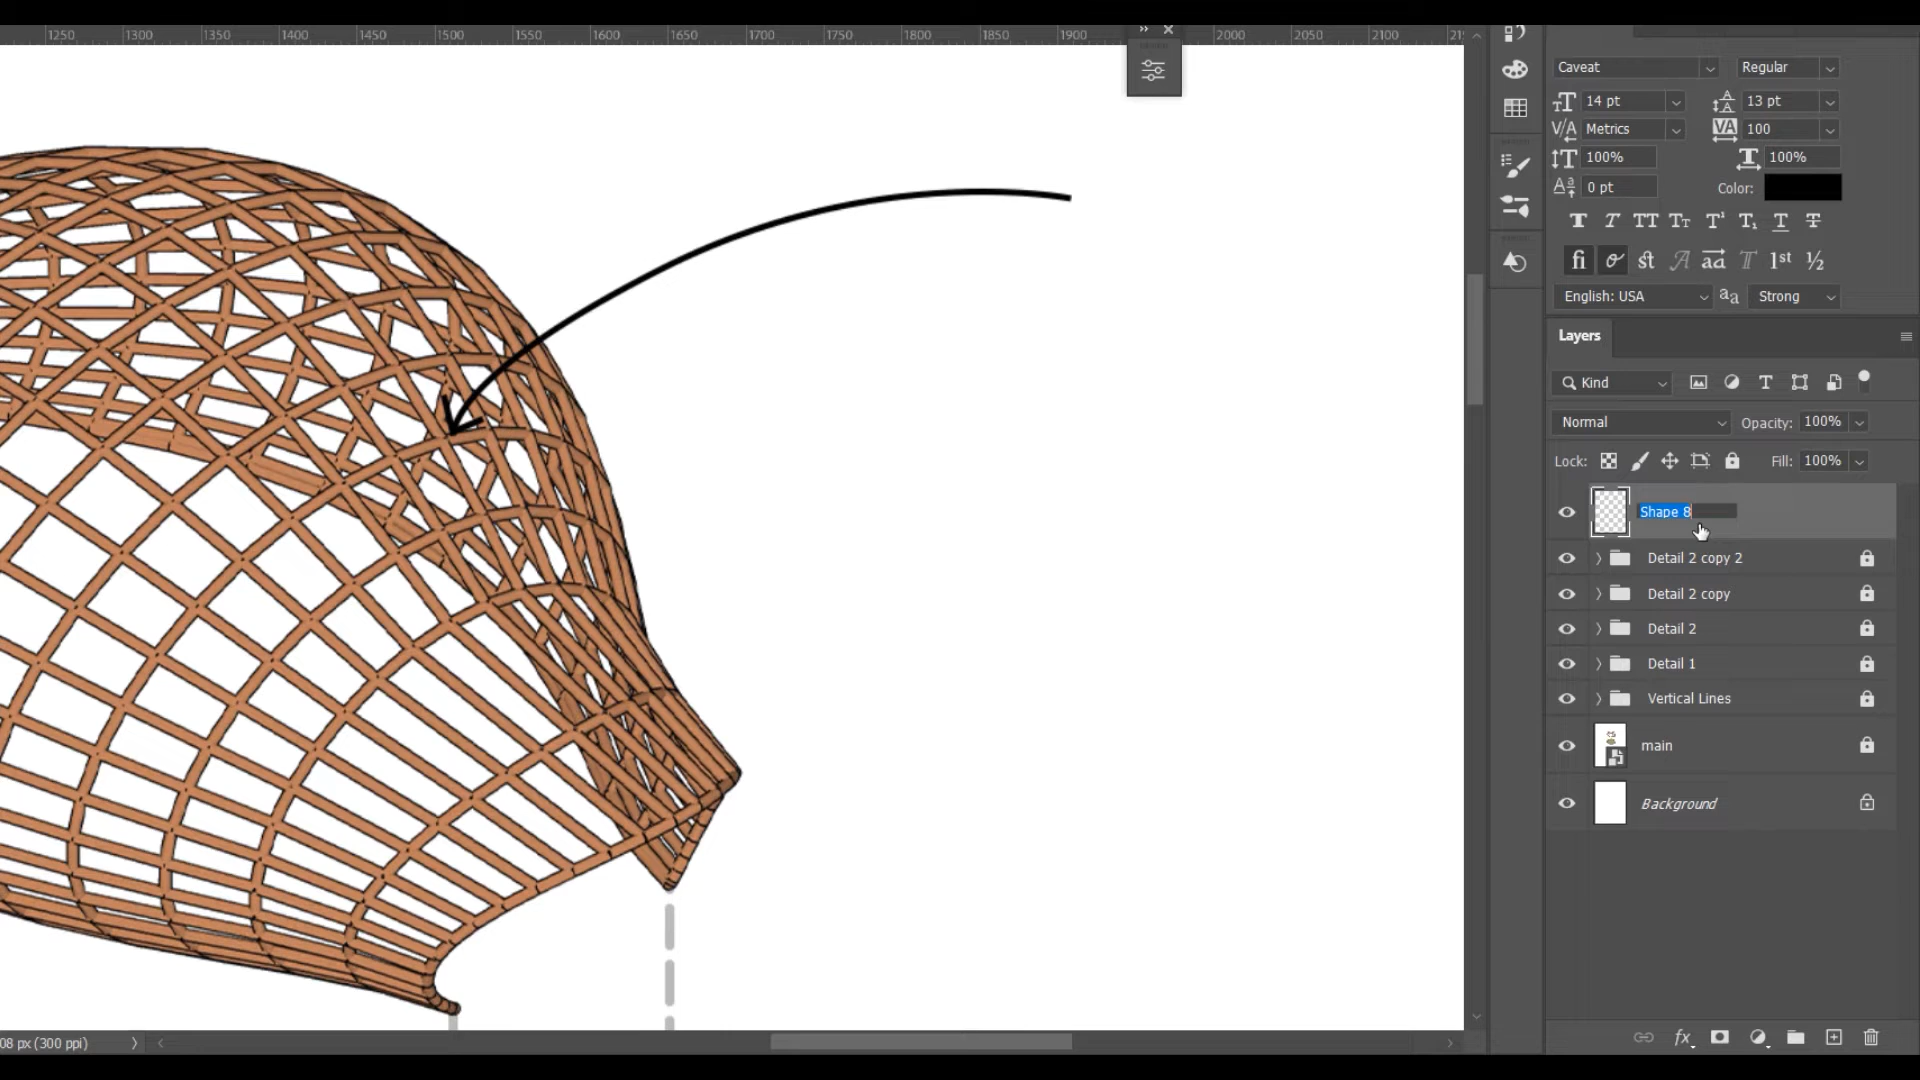 1250 1300 1350 1400 1450 1500 1550 1600 1650 1700 1750 1800 1850 1900 2000 2050 2100
Caveat Regular
14 pt 13 pt
Metrics 100
100% 100%
0 pt Color:
English: USA Strong
Layers
Kind
Normal Opacity: 100%
Lock: Fill: 100%
Shape 8
Detail 2 copy 2
Detail 2 copy
Detail 2
Detail 1
Vertical Lines
main
Background
08 px (300 ppi)